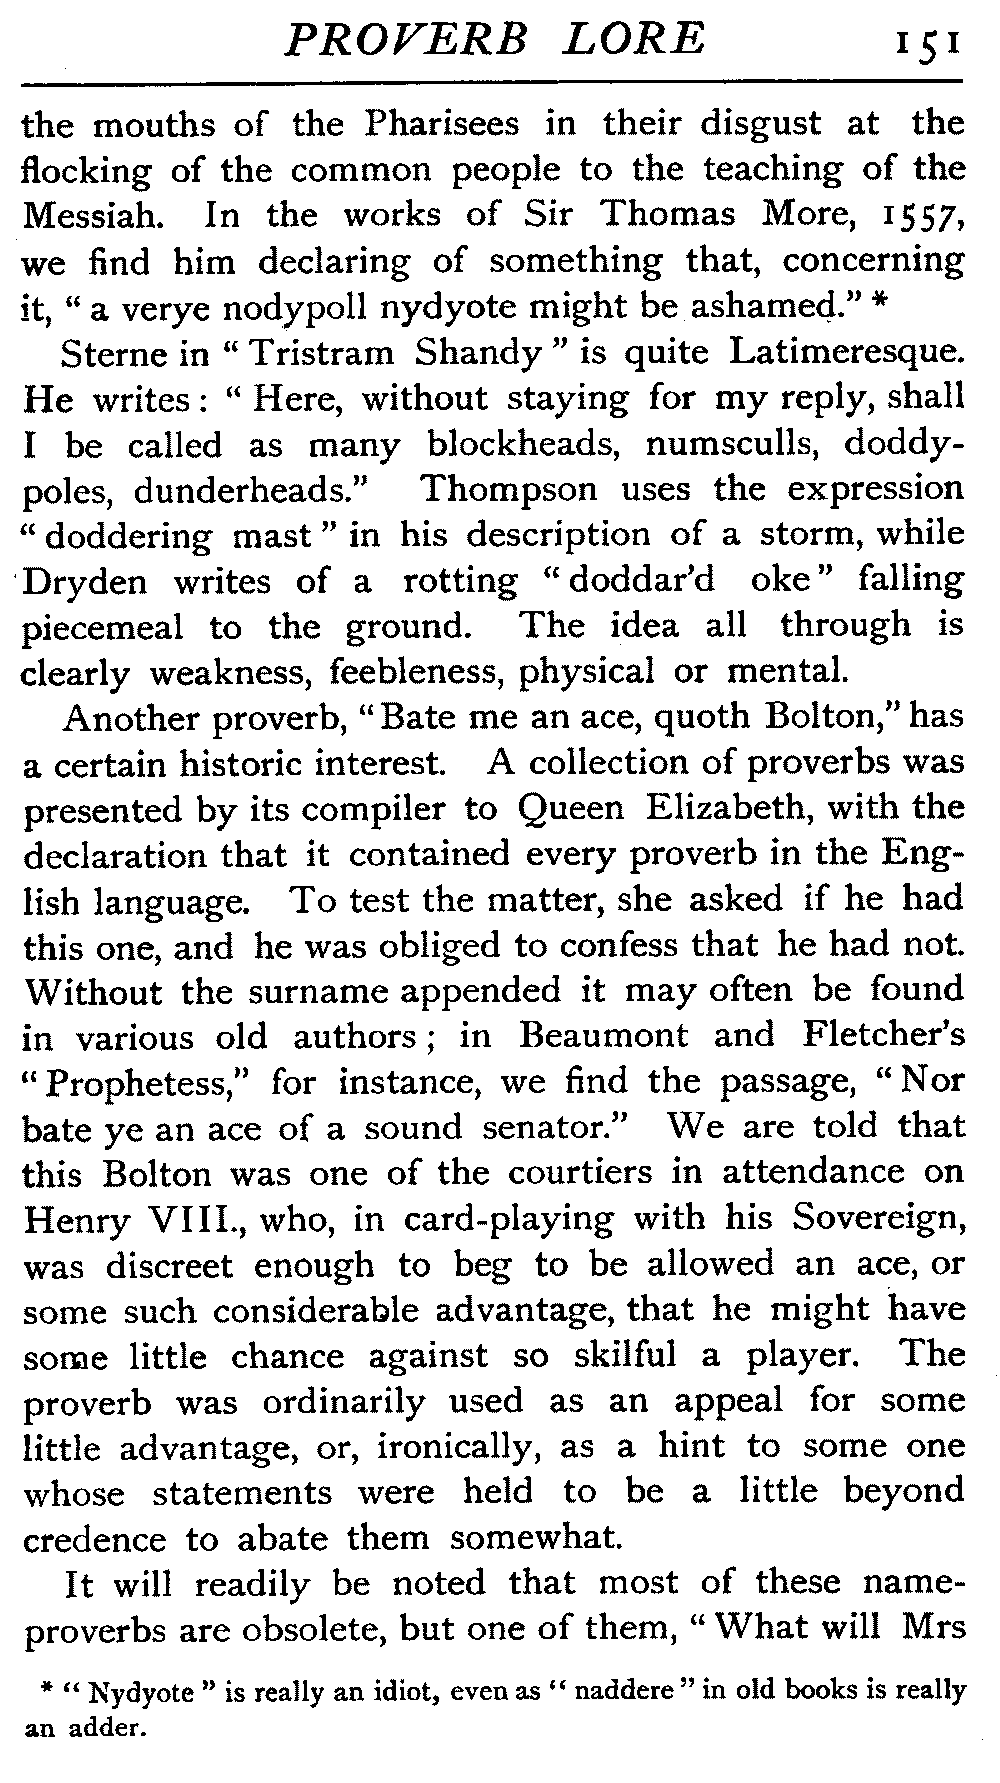 PROVERB LORE 151
the mouths of the Pharisees in their disgust at the
flocking of the common people to the teaching of the
Messiah. In the works of Sir Thomas More, 1557,
we find him declaring of something that, concerning
it, “ a verye nodypoll nydyote might be ashamed.” *
Sterne in “ Tristram Shandy ” is quite Latimeresque.
He writes : “ Here, without staying for my reply, shall
I be called as many blockheads, numsculls, doddy-
poles, dunderheads.” Thompson uses the expression
“ doddering mast ” in his description of a storm, while
Dryden writes of a rotting “ doddar’d oke ” falling
piecemeal to the ground. The idea all through is
clearly weakness, feebleness, physical or mental.
Another proverb, “ Bate me an ace, quoth Bolton,” has
a certain historic interest. A collection of proverbs was
presented by its compiler to Queen Elizabeth, with the
declaration that it contained every proverb in the Eng-
lish language. To test the matter, she asked if he had
this one, and he was obliged to confess that he had not.
Without the surname appended it may often be found
in various old authors ; in Beaumont and Fletcher’s
“ Prophetess,” for instance, we find the passage, “ Nor
bate ye an ace of a sound senator.” We are told that
this Bolton was one of the courtiers in attendance on
Henry VIII., who, in card-playing with his Sovereign,
was discreet enough to beg to be allowed an ace, or
some such considerable advantage, that he might have
some little chance against so skilful a player. The
proverb was ordinarily used as an appeal for some
little advantage, or, ironically, as a hint to some one
whose statements were held to be a little beyond
credence to abate them somewhat.
It will readily be noted that most of these name-
proverbs are obsolete, but one of them, “ What will Mrs
* “ Nydyote ” is really an idiot, even as “ naddere ” in old books is really
an adder.